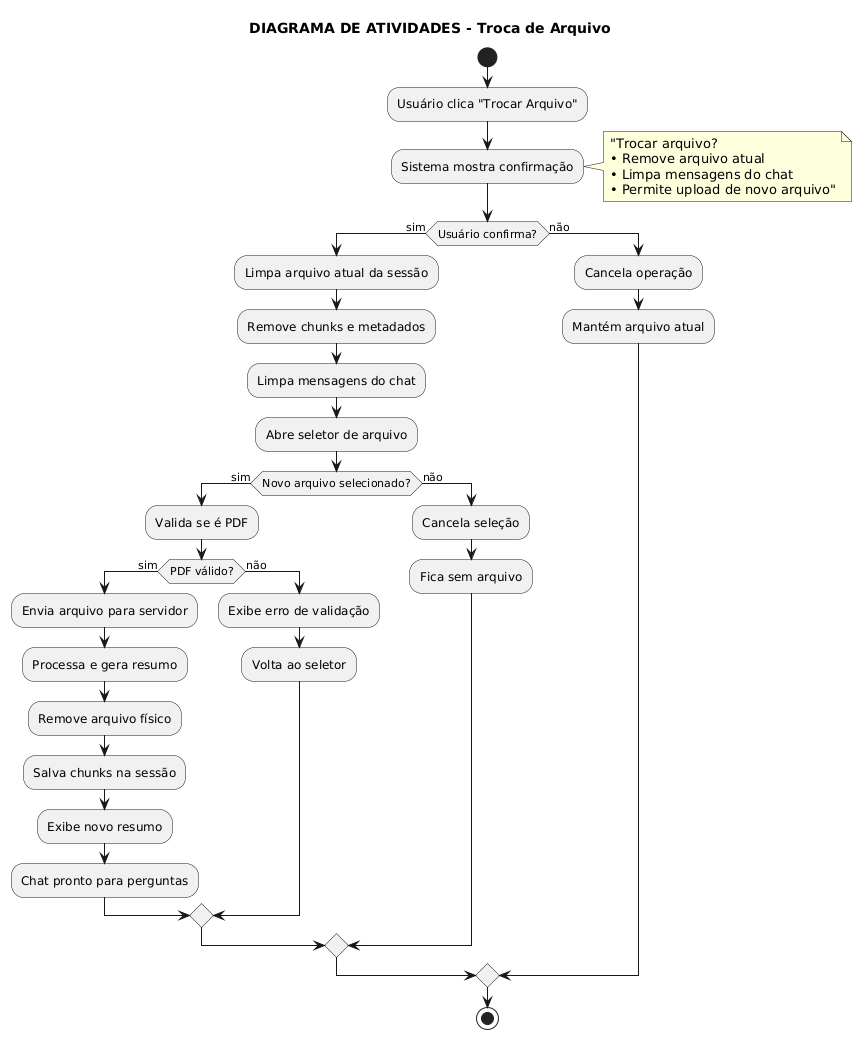 DIAGRAMA DE ATIVIDADES - Troca de Arquivo
Usuário clica "Trocar Arquivo"
Sistema mostra confirmação
"Trocar arquivo?
• Remove arquivo atual
• Limpa mensagens do chat
• Permite upload de novo arquivo"
Usuário confirma?
sim
não
Limpa arquivo atual da sessão
Cancela operação
Remove chunks e metadados
Mantém arquivo atual
Limpa mensagens do chat
Abre seletor de arquivo
Novo arquivo selecionado?
sim
não
Valida se é PDF
Cancela seleção
PDF válido?
sim
não
Fica sem arquivo
Envia arquivo para servidor
Exibe erro de validação
Processa e gera resumo
Volta ao seletor
Remove arquivo físico
Salva chunks na sessão
Exibe novo resumo
Chat pronto para perguntas